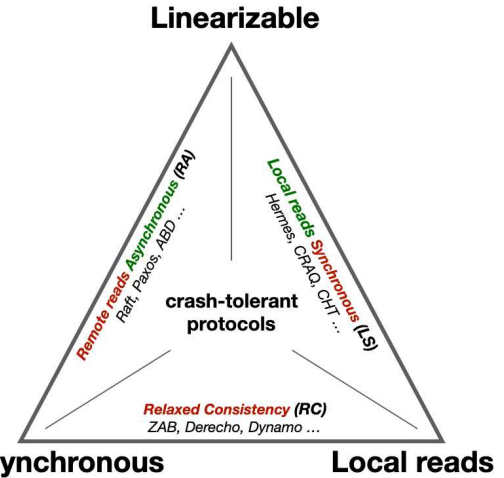 Linearizable
Remote reads Asynchronous (RA)
Raft, Paxos, ABD ...
Local reads Synchronous (LS)
Hermes, CRAQ, CHT ...
crash-tolerant
protocols
Relaxed Consistency (RC)
ZAB, Derecho, Dynamo ...
ynchronous
Local reads